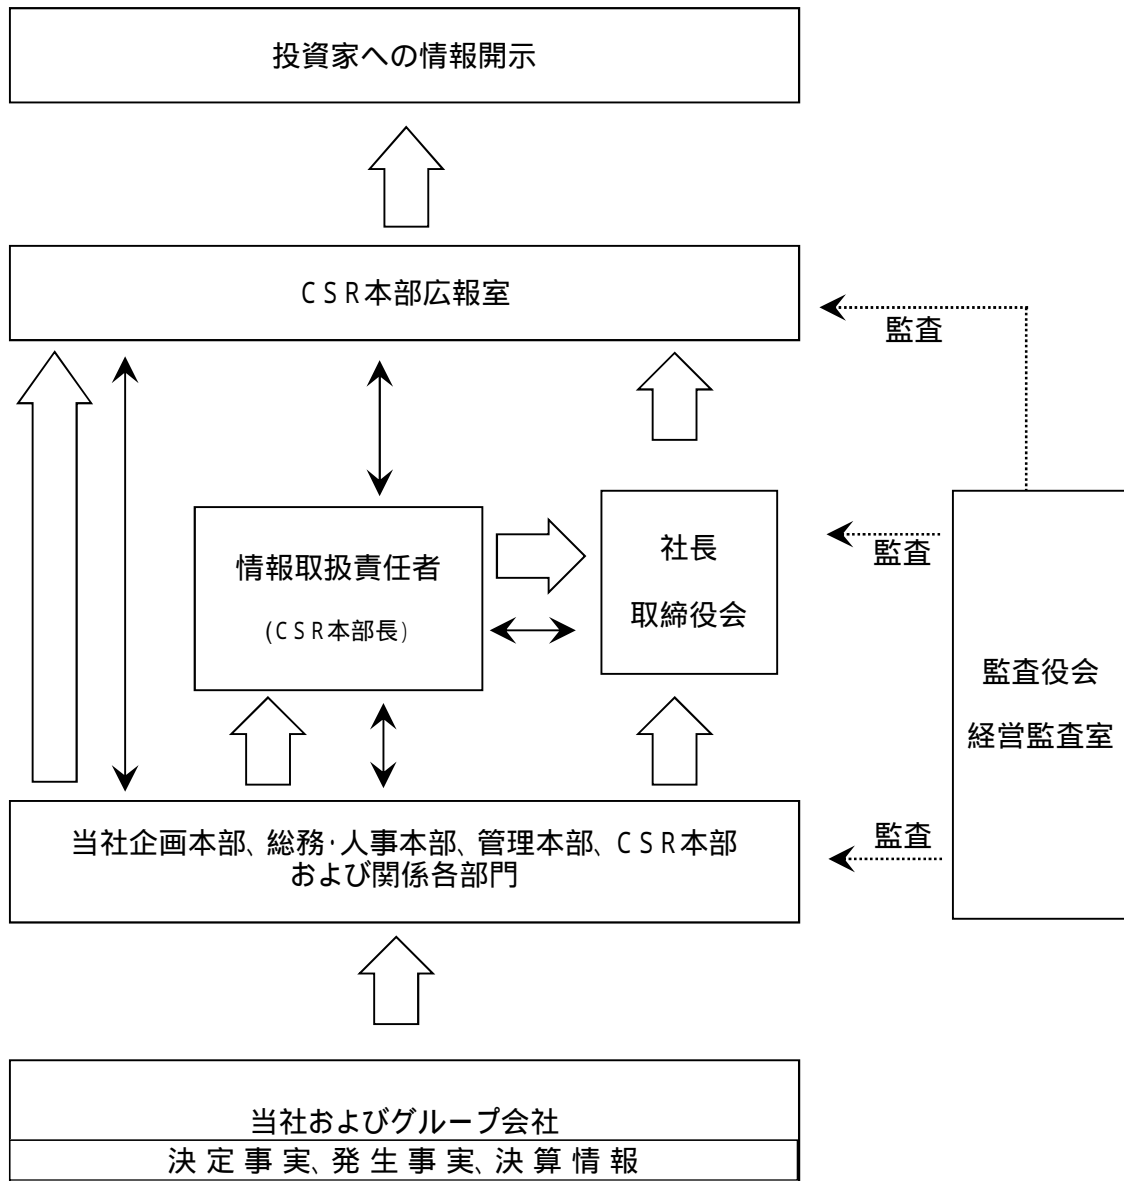 投資家への情報開示
CSR本部広報室
監査
情報取扱責任者
(CSR本部長)
社長
取締役会
監査
監査役会
経営監査室
当社企画本部、総務・人事本部、管理本部、CSR本部
および関係各部門
監査
当社およびグループ会社
決定事実、発生事実、決算情報